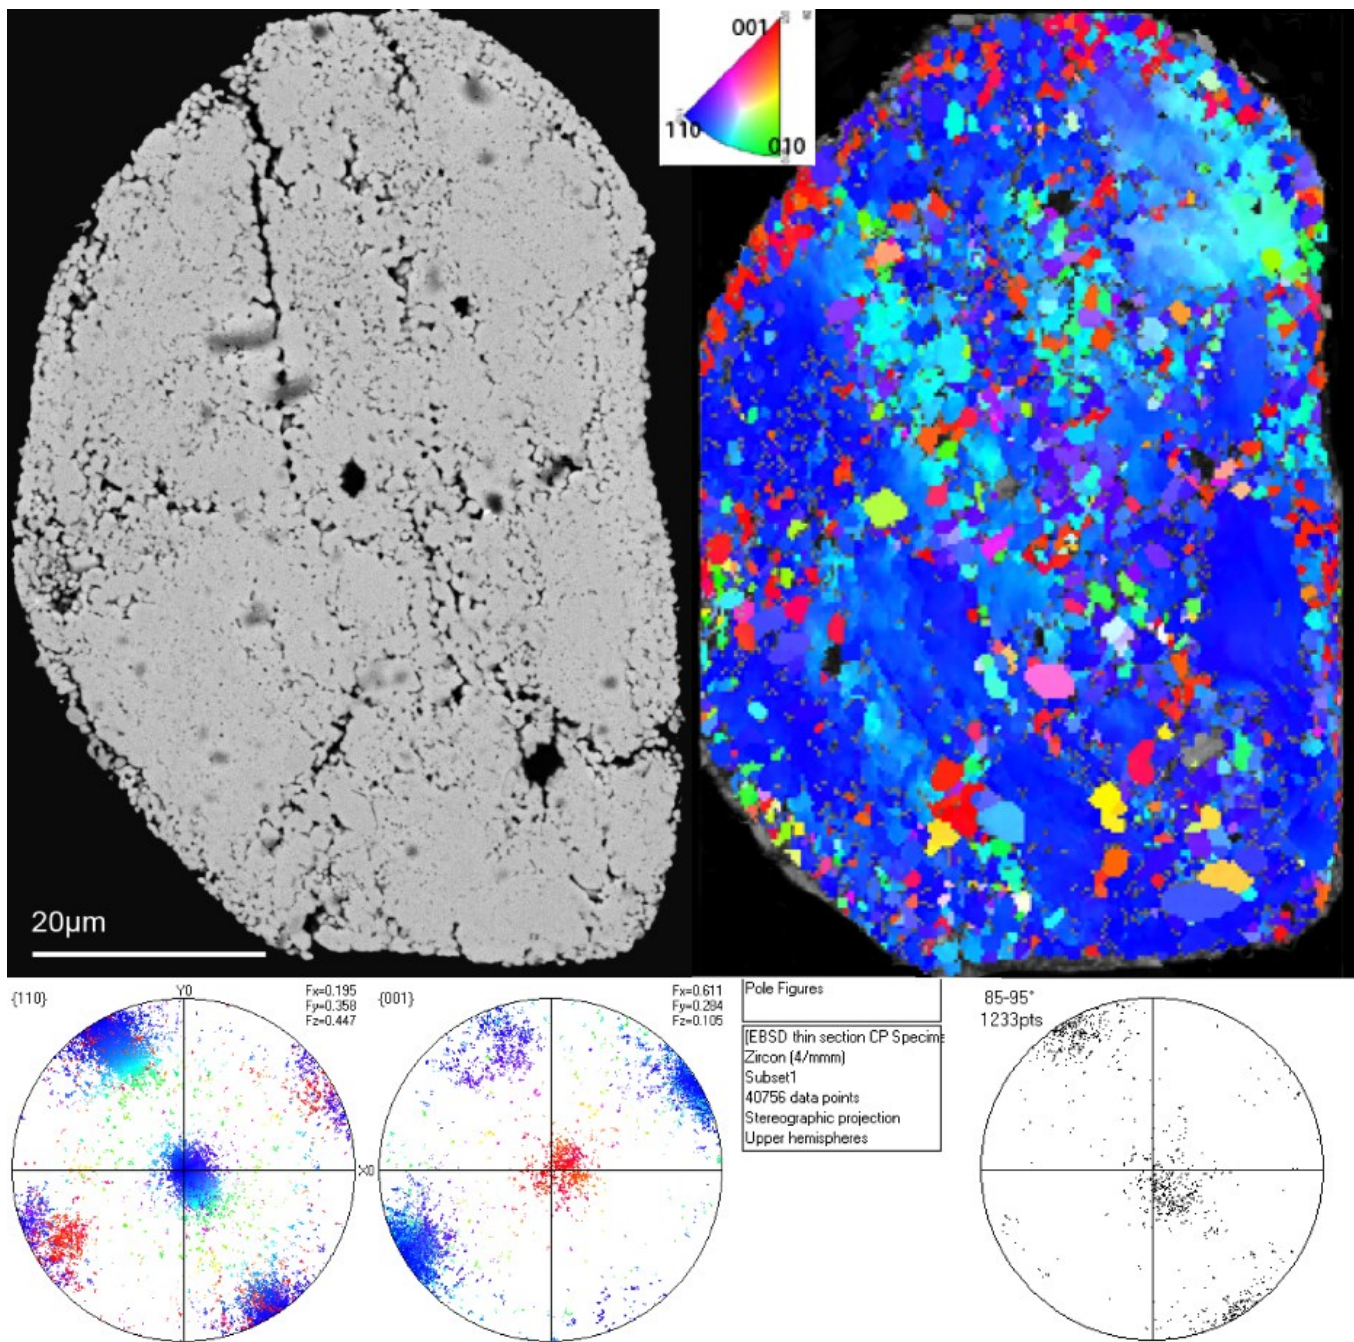 001
110
010
20µm
{110}
Y0
Fx=0.195
Fy=0.358
Fz=0.447
X0
{001}
Fx=0.611
Fy=0.284
Fz=0.105
Pole Figures
[EBSD thin section CP Specime
Zircon (4/mmm)
Subset1
40756 data points
Stereographic projection
Upper hemispheres
85-95°
1233pts